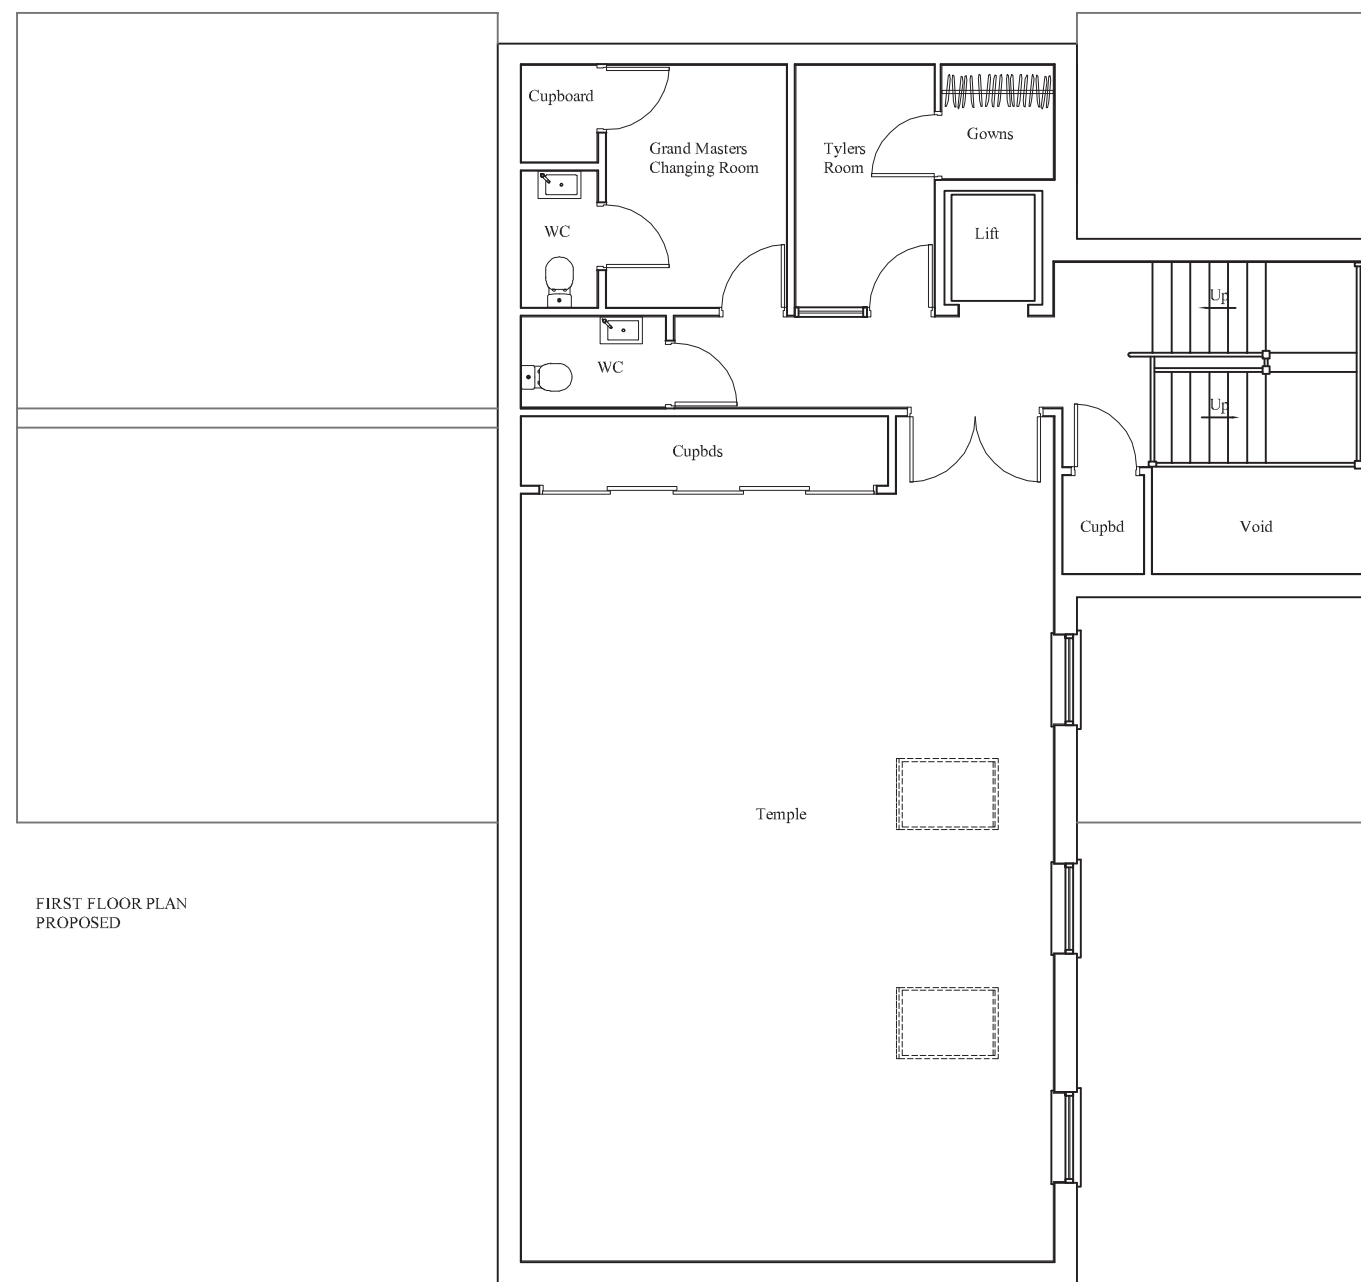 Cupboard
Grand Masters
Changing Room
Tylers
Room
Gowns
WC
Lift
Up
WC
Up
Cupbds
Cupbd
Void
Temple
FIRST FLOOR PLAN
PROPOSED